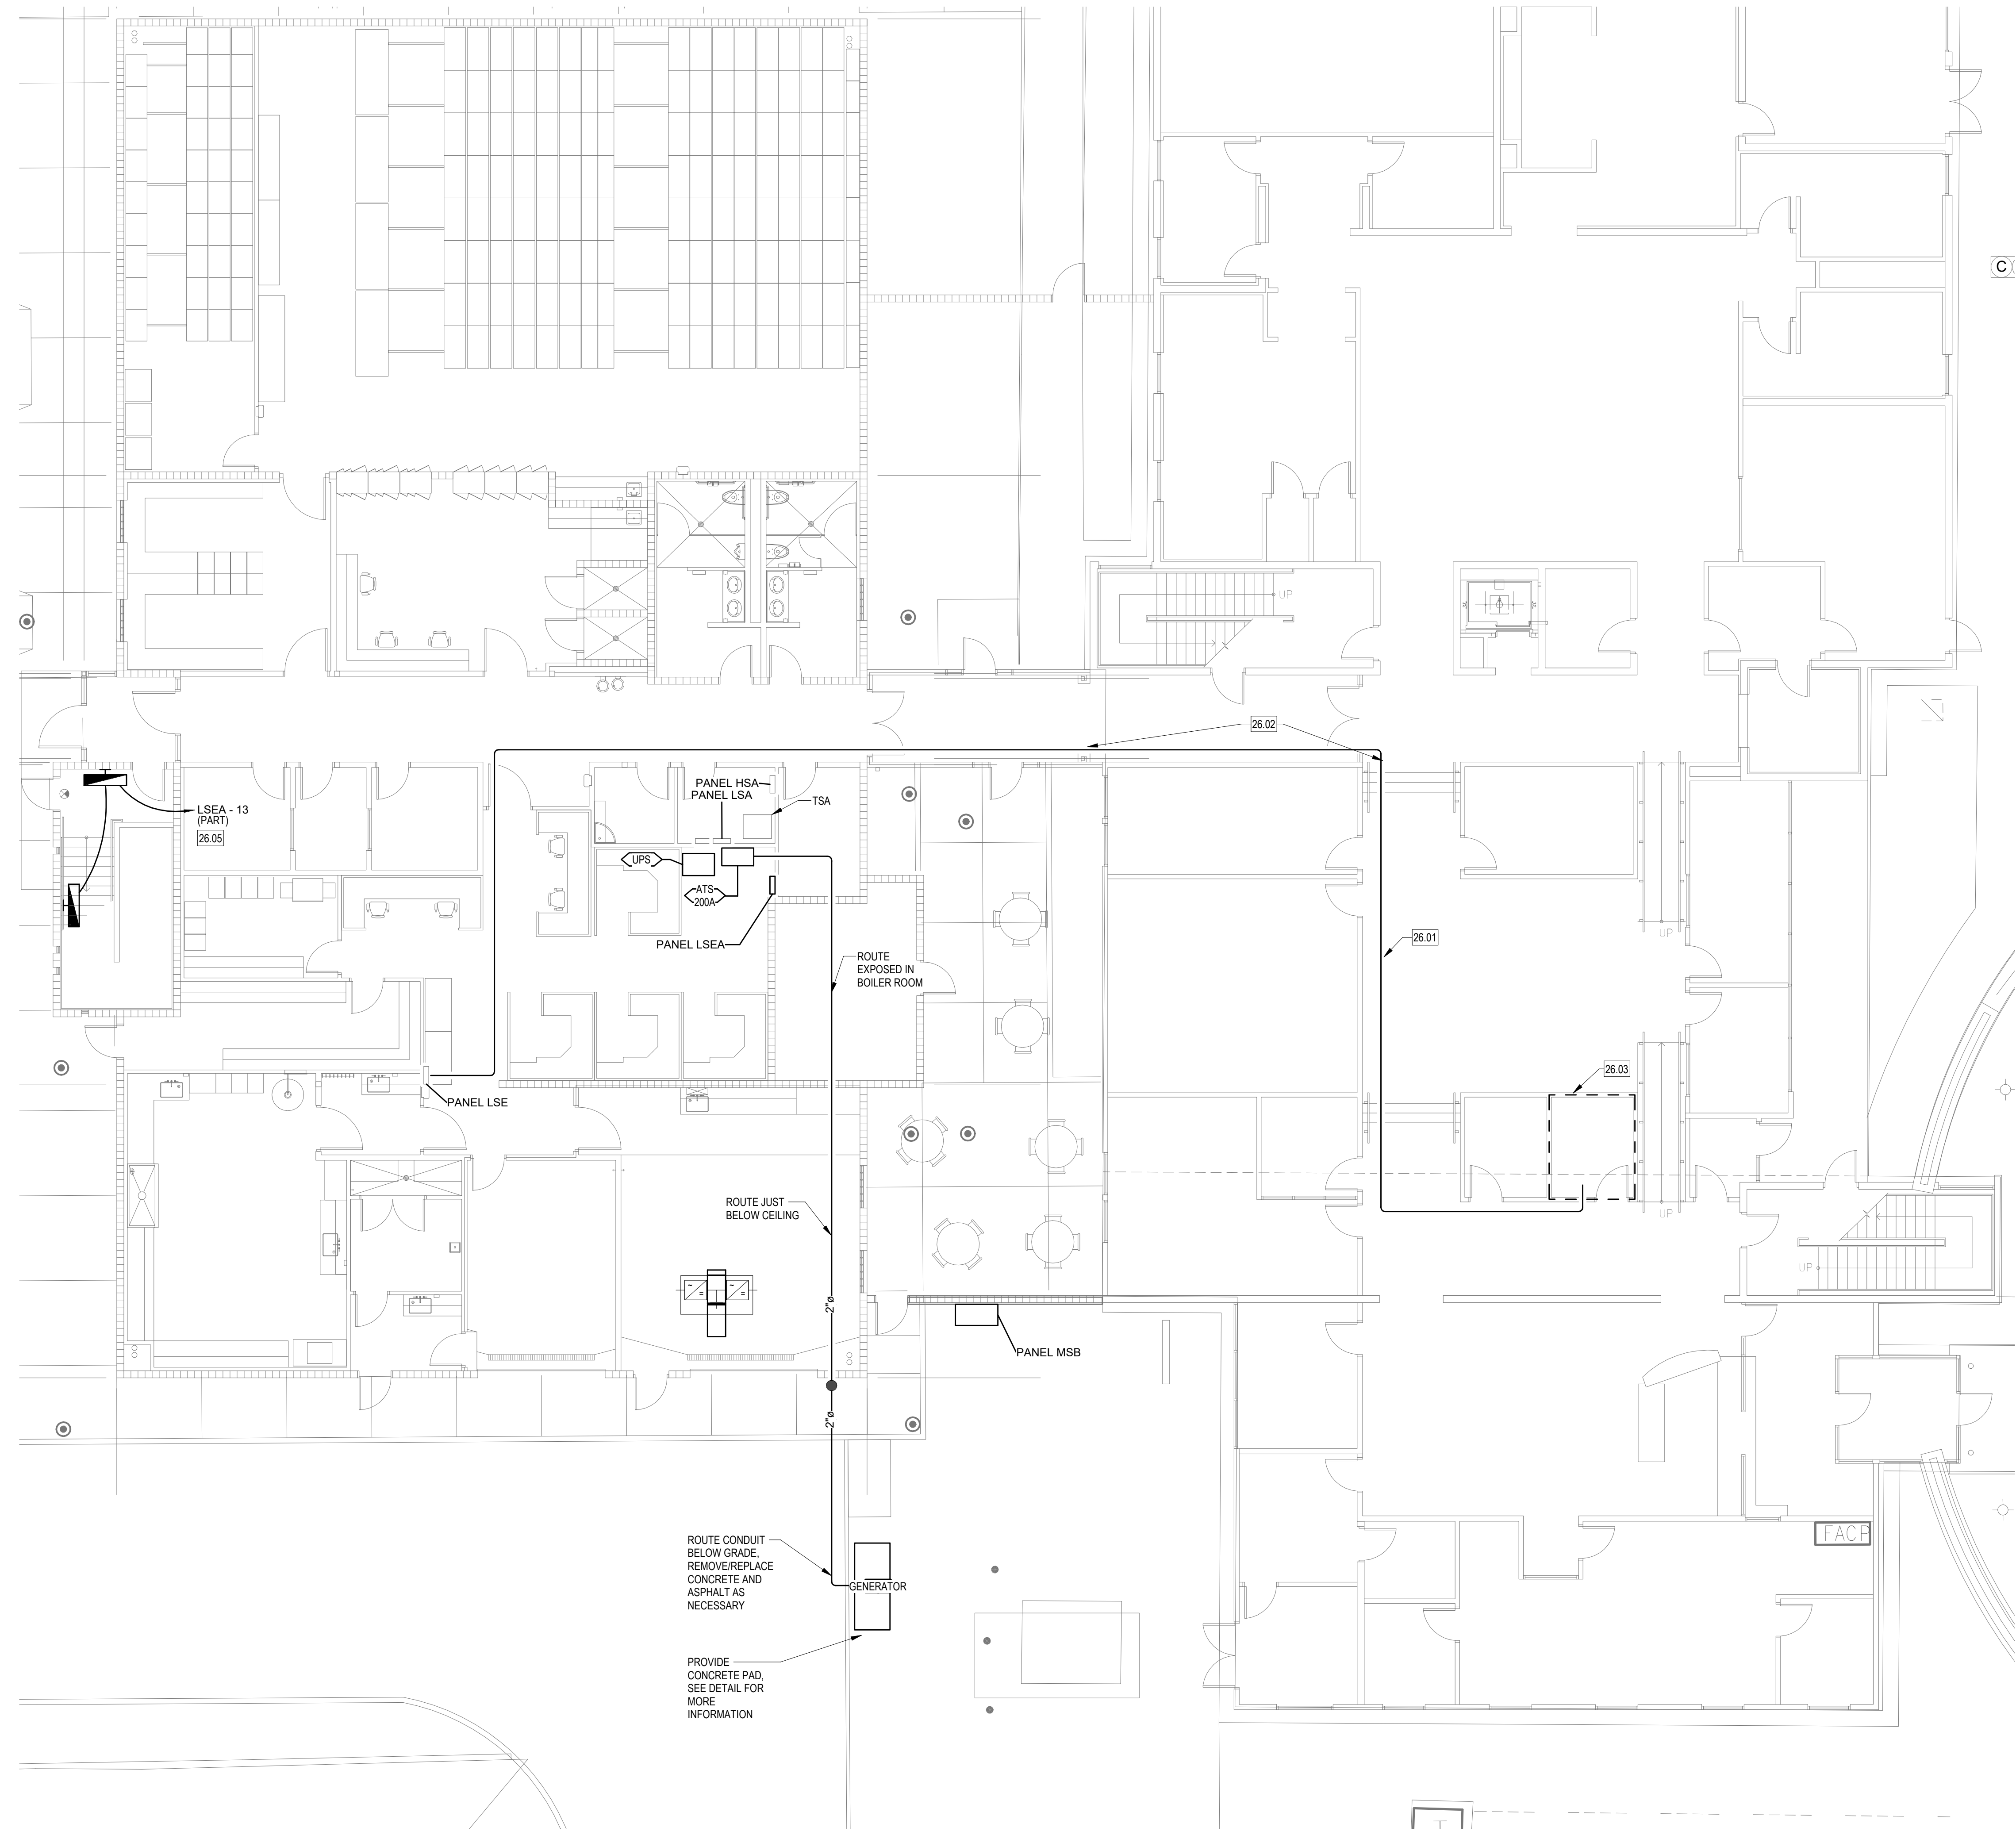 C
UP
26.02
PANEL HSA
PANEL LSA
TSA
LSEA - 13
(PART)
26.05
UPS
ATS
200A
PANEL LSEA
UP
26.01
ROUTE
EXPOSED IN
BOILER ROOM
26.03
PANEL LSE
ROUTE JUST
BELOW CEILING
UP
UP
2"ø
PANEL MSB
2"ø
FACP
ROUTE CONDUIT
BELOW GRADE,
REMOVE/REPLACE
CONCRETE AND
ASPHALT AS
NECESSARY
GENERATOR
PROVIDE
CONCRETE PAD,
SEE DETAIL FOR
MORE
INFORMATION